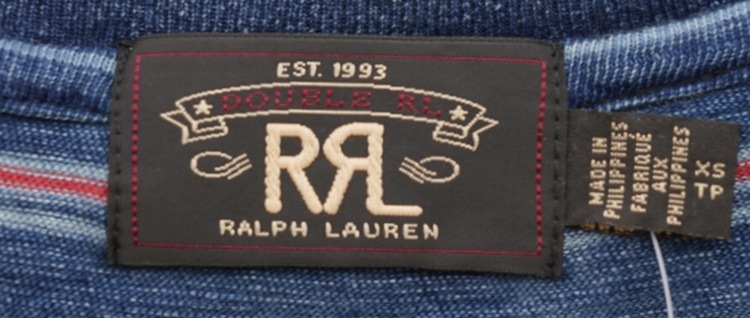 EST. 1993
DOUBLE RL
RRL
RALPH LAUREN
MADE IN
PHILIPPINES
FABRIQUÉ
AUX
PHILIPPINES
XS
TP